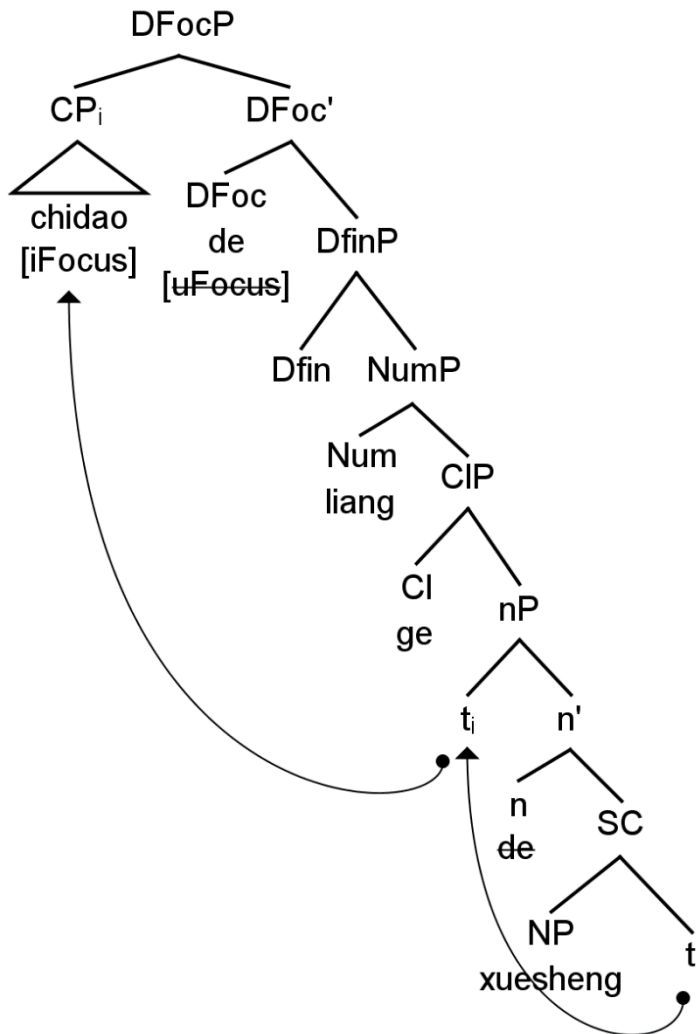 DFocP
CPᵢ DFoc'
chidao
[iFocus]
DFoc
de
[uFocus]
DfinP
Dfin NumP
Num
liang
ClP
Cl
ge
nP
tᵢ n'
n
de
SC
NP
xuesheng
t